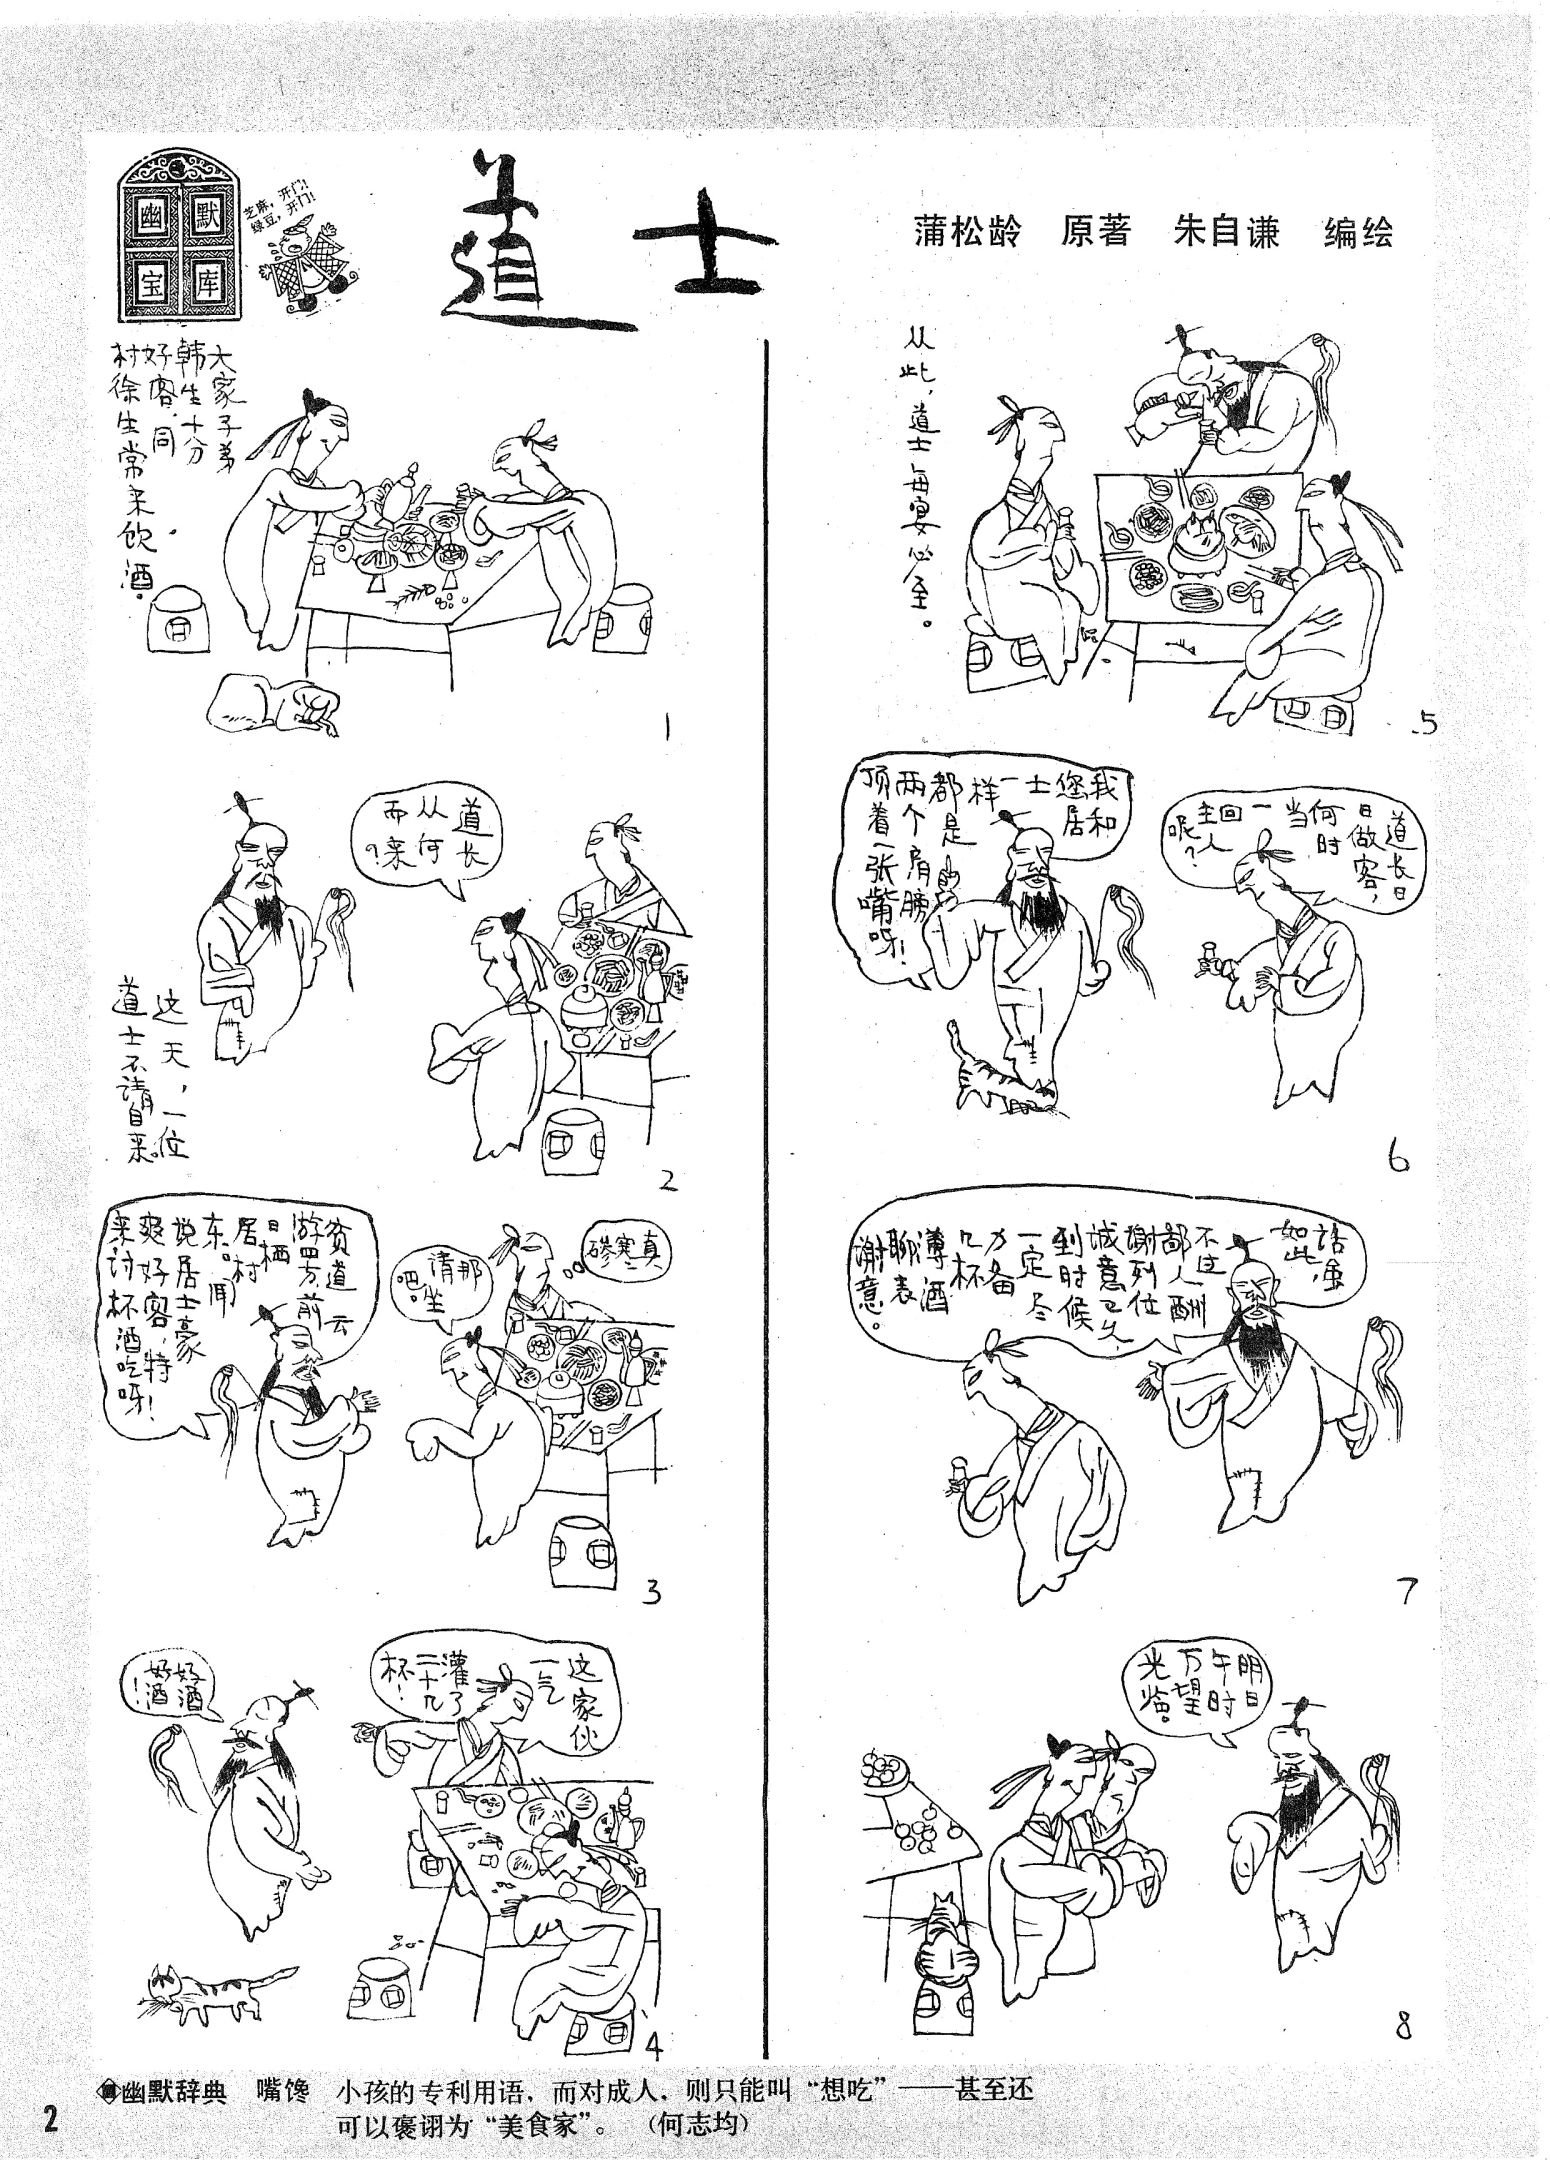 幽默
宝库
芝麻，开门！
绿豆，开门！
道士
蒲松龄　原著　朱自谦　编绘
大家子弟
韩生十分
好客，同
村徐生常来饮酒。
1
道长
从何
而来？
这天，一位
道士不请自来。
2
贫道云
游四方，前
日栖
居村
东。闻
说居士豪
爽好客，特
来讨杯酒吃呀！
那
请坐
吧。
真
寒
碜
3
好酒
好酒！
这家伙
一气
灌了
二十几
杯！
4
从此，道士每宴必至。
5
道长日
日做客，
何时
当
一
回
主人
呢？
我和
您居
士
一
样
都是
两个肩膀
顶着一张嘴呀！
6
话虽
如此，
不过
鄙人酬
谢列位
诚意已久
到时候
一定尽
力备
几杯
薄酒
聊表
谢意。
7
明日
午时
万望
光临。
8
幽默辞典　嘴馋　小孩的专利用语，而对成人，则只能叫“想吃”——甚至还
可以褒诩为“美食家”。（何志均）
2